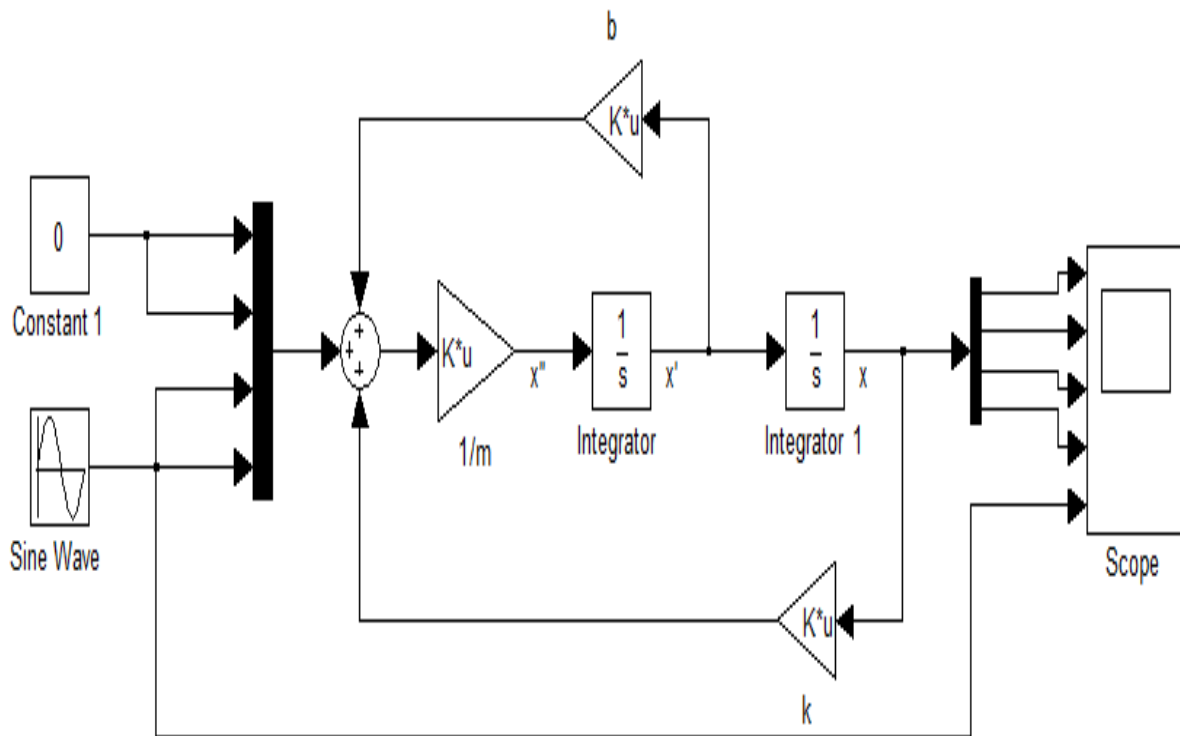 b
K*u
0
Constant 1
+
+
+
K*u
x''
1/m
1
s
Integrator
x'
1
s
Integrator 1
x
Sine Wave
Scope
K*u
k